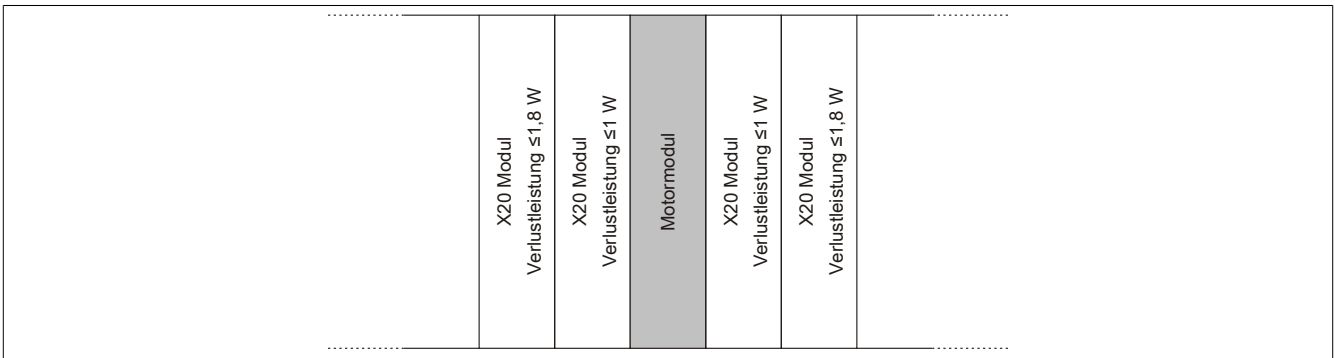 X20 Modul
Verlustleistung ≤1,8 W
X20 Modul
Verlustleistung ≤1 W
Motormodul
X20 Modul
Verlustleistung ≤1 W
X20 Modul
Verlustleistung ≤1,8 W